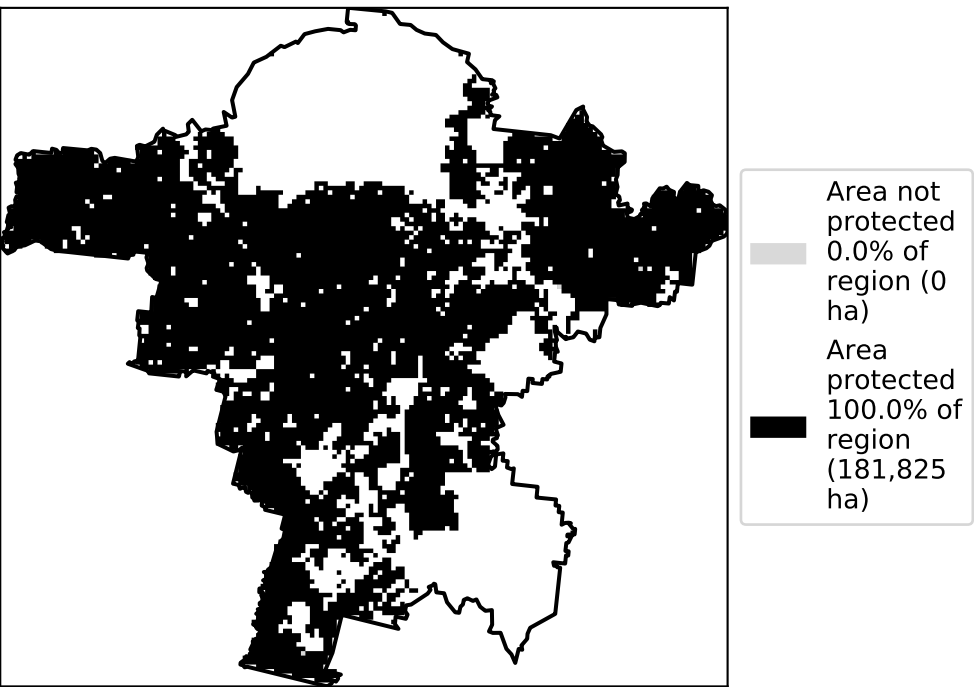 Area not
protected
0.0% of
region (0
ha)
Area
protected
100.0% of
region
(181,825
ha)